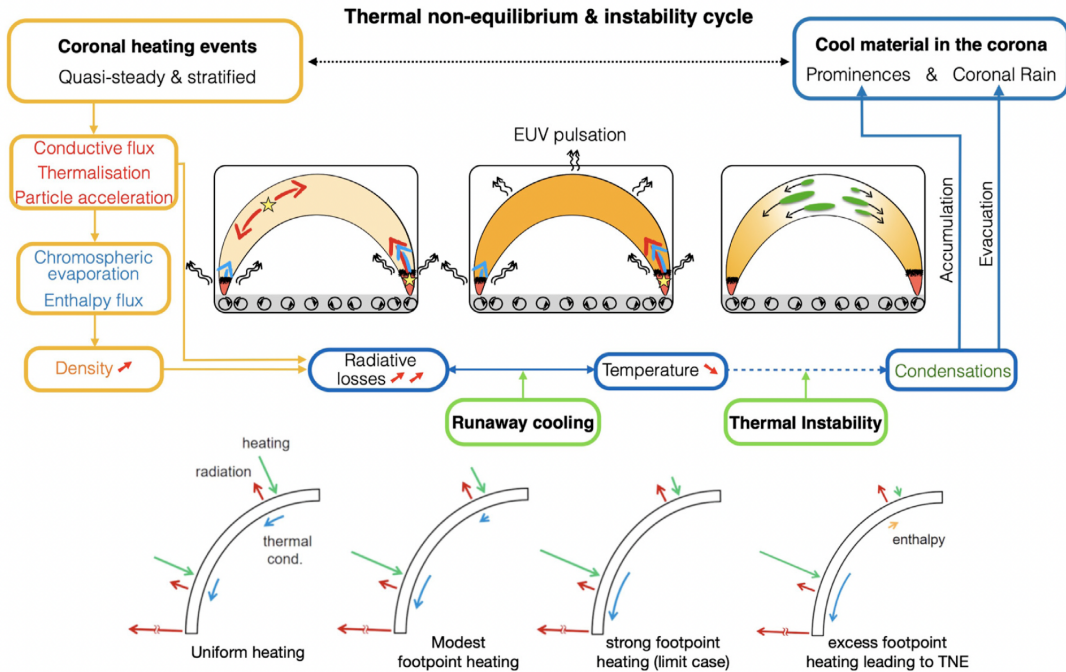 Thermal non-equilibrium & instability cycle
Coronal heating events
Quasi-steady & stratified
Cool material in the corona
Prominences & Coronal Rain
Conductive flux
Thermalisation
Particle acceleration
EUV pulsation
Chromospheric
evaporation
Enthalpy flux
Accumulation
Evacuation
Density
Radiative
losses
Temperature
Condensations
Runaway cooling
Thermal Instability
heating
radiation
thermal
cond.
enthalpy
Uniform heating
Modest
footpoint heating
strong footpoint
heating (limit case)
excess footpoint
heating leading to TNE